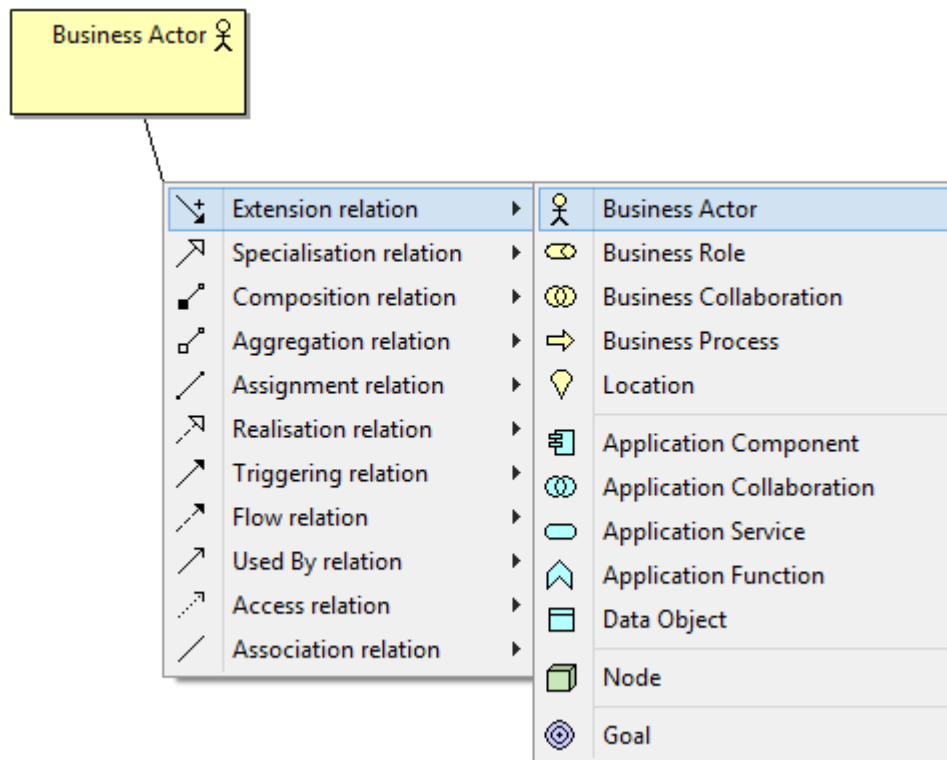 Business Actor
Extension relation
Specialisation relation
Composition relation
Aggregation relation
Assignment relation
Realisation relation
Triggering relation
Flow relation
Used By relation
Access relation
Association relation
Business Actor
Business Role
Business Collaboration
Business Process
Location
Application Component
Application Collaboration
Application Service
Application Function
Data Object
Node
Goal